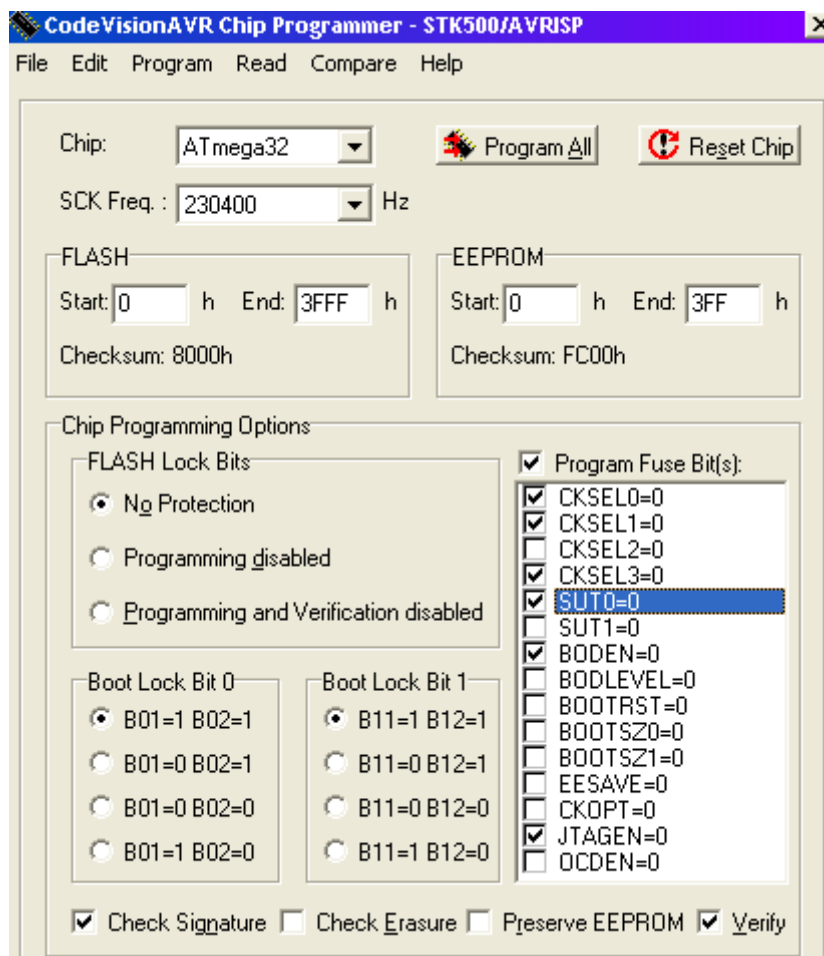 CodeVisionAVR Chip Programmer - STK500/AVRISP
File Edit Program Read Compare Help
Chip: ATmega32 Program All Reset Chip
SCK Freq. : 230400 Hz
FLASH
Start: 0 h End: 3FFF h
Checksum: 8000h
EEPROM
Start: 0 h End: 3FF h
Checksum: FC00h
Chip Programming Options
FLASH Lock Bits
No Protection
Programming disabled
Programming and Verification disabled
Program Fuse Bit(s):
CKSEL0=0
CKSEL1=0
CKSEL2=0
CKSEL3=0
SUT0=0
SUT1=0
BODEN=0
BODLEVEL=0
BOOTRST=0
BOOTSZ0=0
BOOTSZ1=0
EESAVE=0
CKOPT=0
JTAGEN=0
OCDEN=0
Boot Lock Bit 0
B01=1 B02=1
B01=0 B02=1
B01=0 B02=0
B01=1 B02=0
Boot Lock Bit 1
B11=1 B12=1
B11=0 B12=1
B11=0 B12=0
B11=1 B12=0
Check Signature Check Erasure Preserve EEPROM Verify